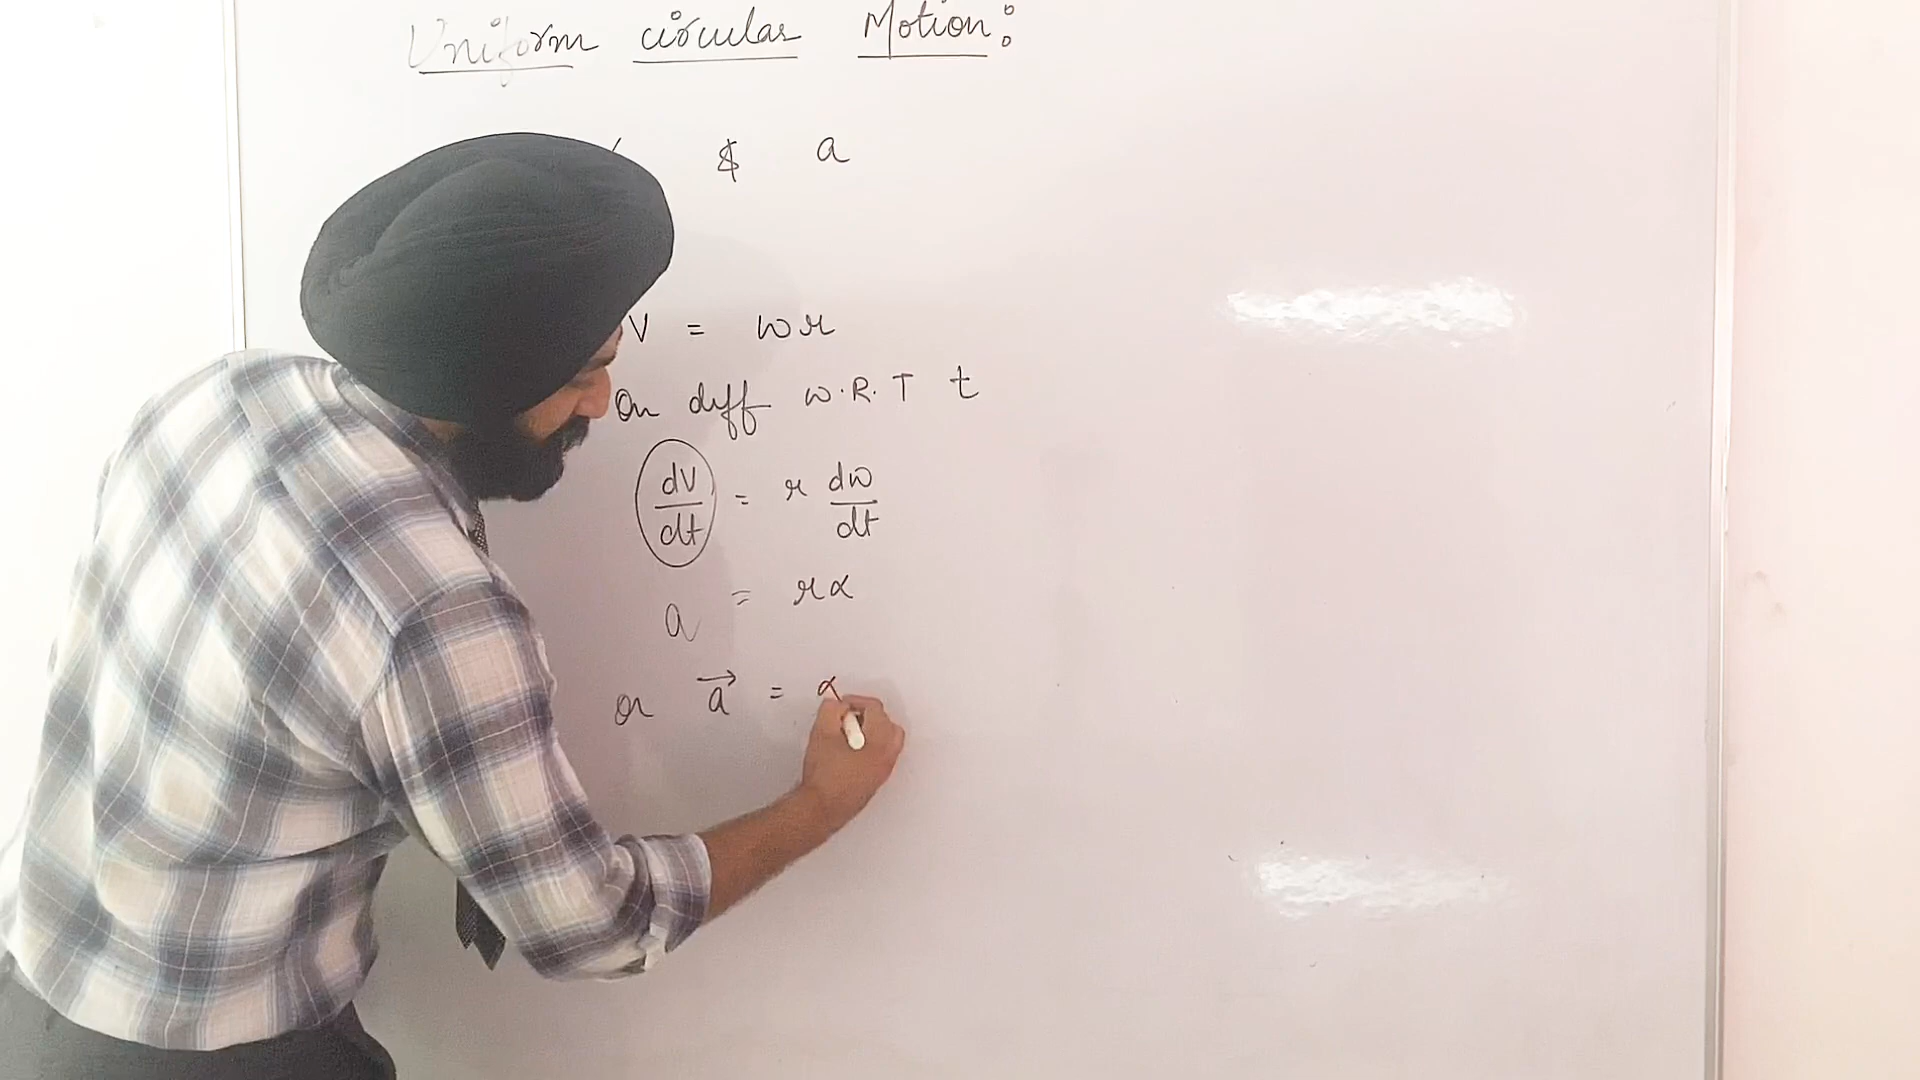 Uniform circular Motion:
& a
V = ωr
On diff w.R.T t
dV/dt = r dω/dt
a = rα
or a⃗ = α